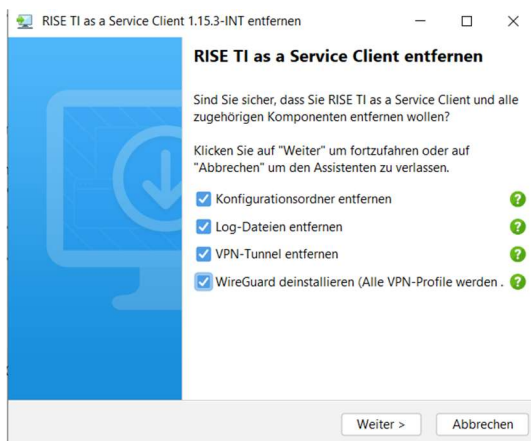 RISE TI as a Service Client 1.15.3-INT entfernen
RISE TI as a Service Client entfernen
Sind Sie sicher, dass Sie RISE TI as a Service Client und alle
zugehörigen Komponenten entfernen wollen?
Klicken Sie auf "Weiter" um fortzufahren oder auf
"Abbrechen" um den Assistenten zu verlassen.
Konfigurationsordner entfernen
Log-Dateien entfernen
VPN-Tunnel entfernen
WireGuard deinstallieren (Alle VPN-Profile werden .
Weiter >
Abbrechen